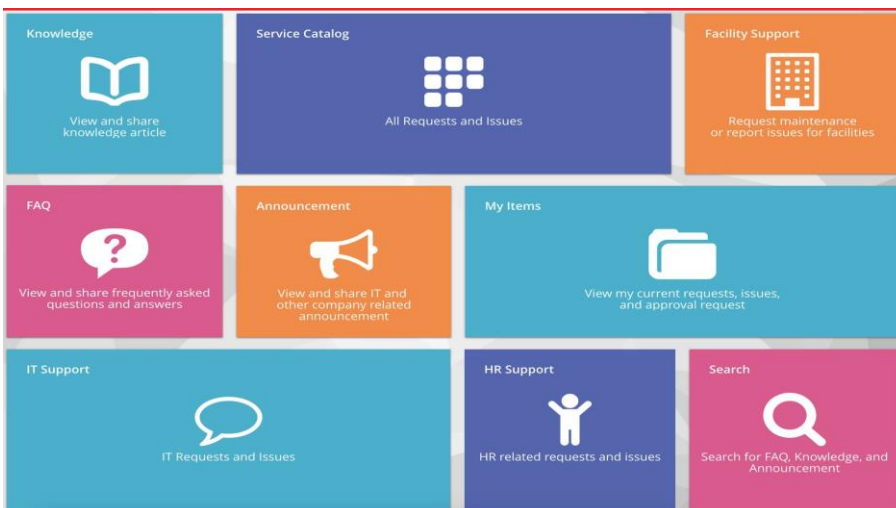 Knowledge
View and share
knowledge article
Service Catalog
All Requests and Issues
Facility Support
Request maintenance
or report issues for facilities
FAQ
?
View and share frequently asked
questions and answers
Announcement
View and share IT and
other company related
announcement
My Items
View my current requests, issues,
and approval request
IT Support
IT Requests and Issues
HR Support
HR related requests and issues
Search
Search for FAQ, Knowledge, and
Announcement